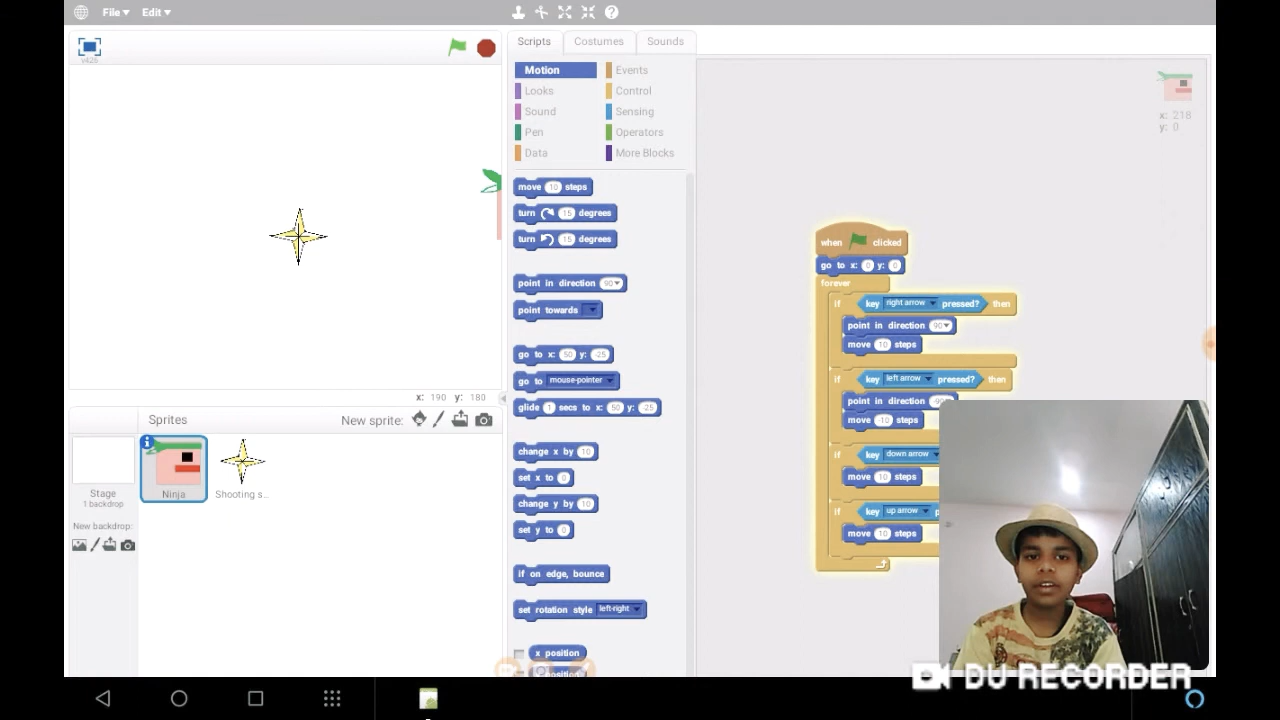 File▾ Edit▾
v426
Scripts Costumes Sounds
Motion
Looks
Sound
Pen
Data
Events
Control
Sensing
Operators
More Blocks
x: 218
y: 0
move 10 steps
turn 15 degrees
turn 15 degrees
point in direction 90▾
point towards
go to x: 50 y: -25
go to mouse-pointer
glide 1 secs to x: 50 y: -25
change x by 10
set x to 0
change y by 10
set y to 0
if on edge, bounce
set rotation style left-right
x position
when clicked
go to x: 0 y: 0
forever
if key right arrow pressed? then
point in direction 90▾
move 10 steps
if key left arrow pressed? then
point in direction -90
move 10 steps
if key down arrow
move 10 steps
if key up arrow p
move 10 steps
x: 190 y: 180
Sprites New sprite:
Stage
1 backdrop
New backdrop:
Ninja
Shooting s...
DU RECORDER